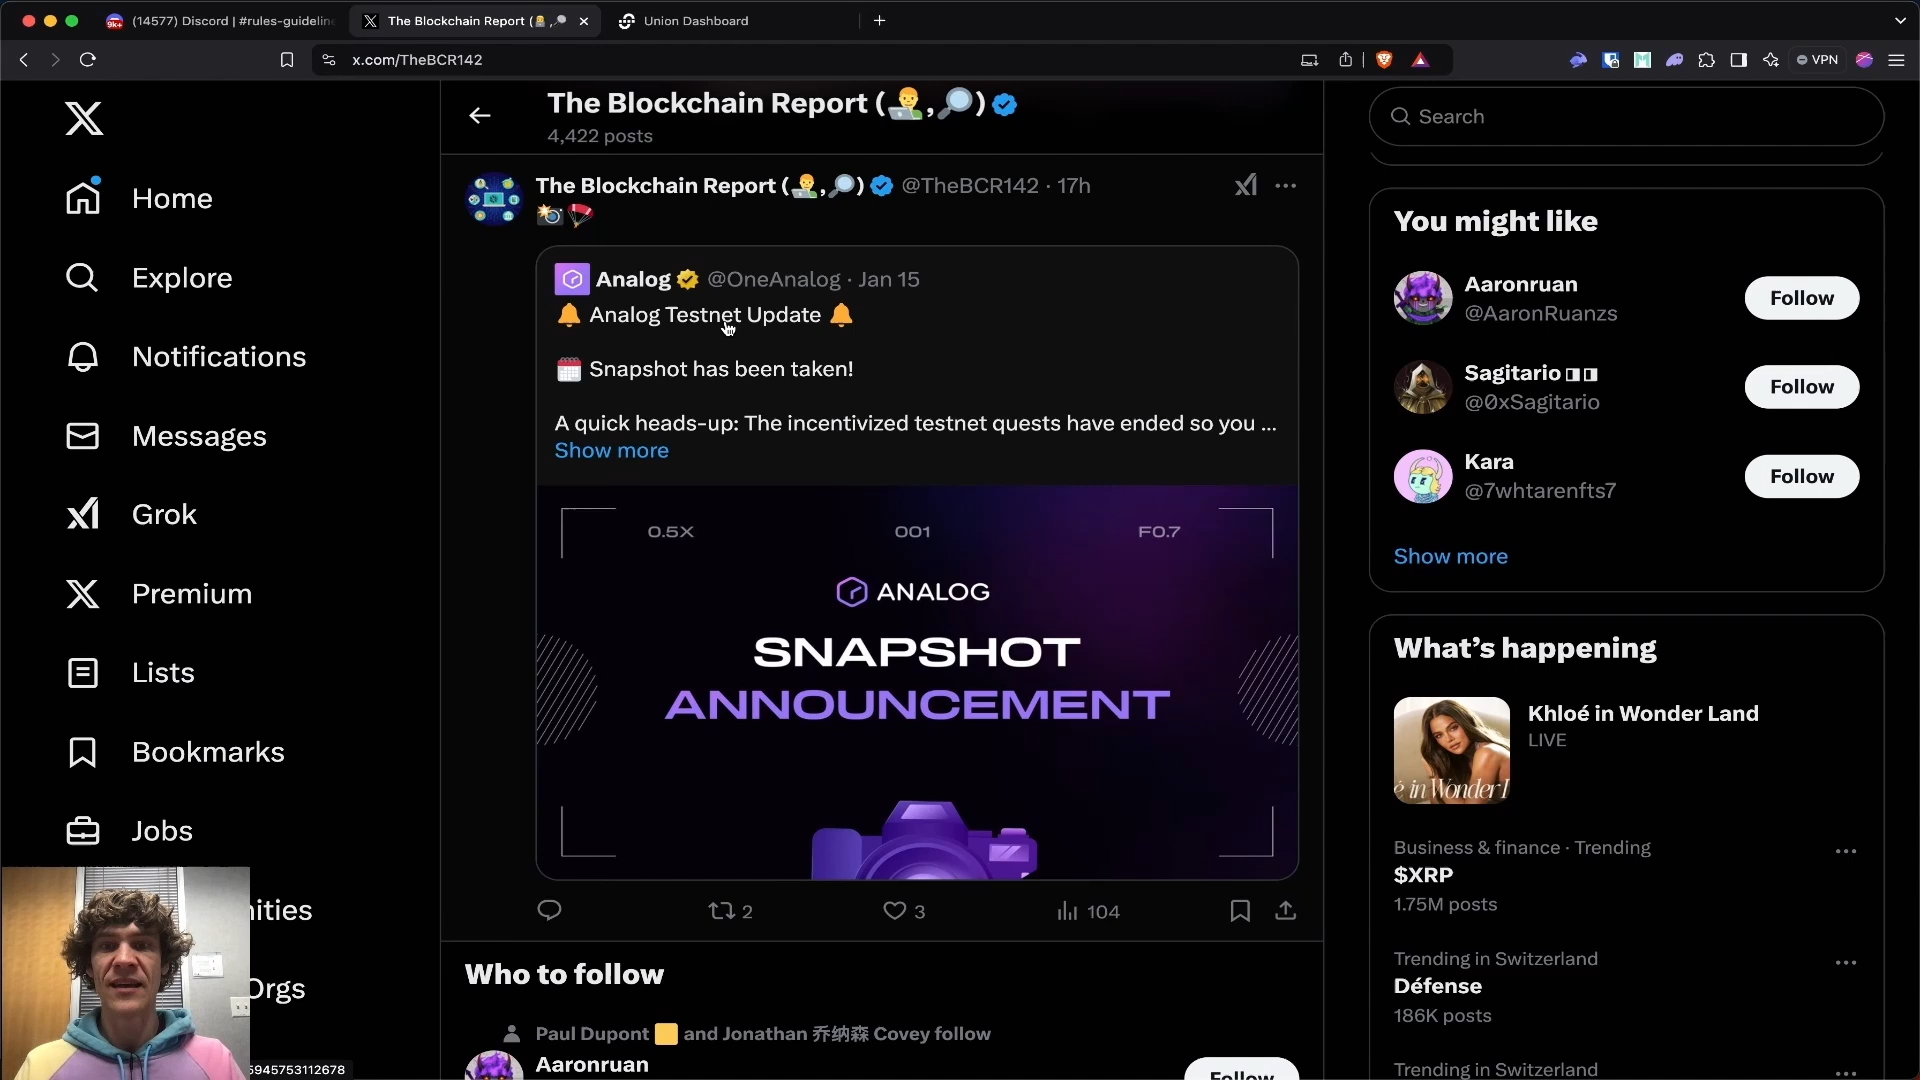 (14577) Discord | #rules-guideline
The Blockchain Report (👨‍💻,🔎
Union Dashboard
x.com/TheBCR142
VPN
The Blockchain Report (👨‍💻,🔎)
4,422 posts
Search
Home
Explore
Notifications
Messages
Grok
Premium
Lists
Bookmarks
Jobs
nities
Orgs
5945753112678
The Blockchain Report (👨‍💻,🔎) @TheBCR142 · 17h
📸🪂
Analog @OneAnalog · Jan 15
🔔 Analog Testnet Update 🔔
🗓️ Snapshot has been taken!
A quick heads-up: The incentivized testnet quests have ended so you ...
Show more
0.5X 001 F0.7
ANALOG
SNAPSHOT
ANNOUNCEMENT
2 3 104
Who to follow
Paul Dupont 🟨 and Jonathan 乔纳森 Covey follow
Aaronruan
Follow
You might like
Aaronruan
@AaronRuanzs
Follow
Sagitario
@0xSagitario
Follow
Kara
@7whtarenfts7
Follow
Show more
What's happening
é in Wonder l
Khloé in Wonder Land
LIVE
Business & finance · Trending
$XRP
1.75M posts
Trending in Switzerland
Défense
186K posts
Trending in Switzerland